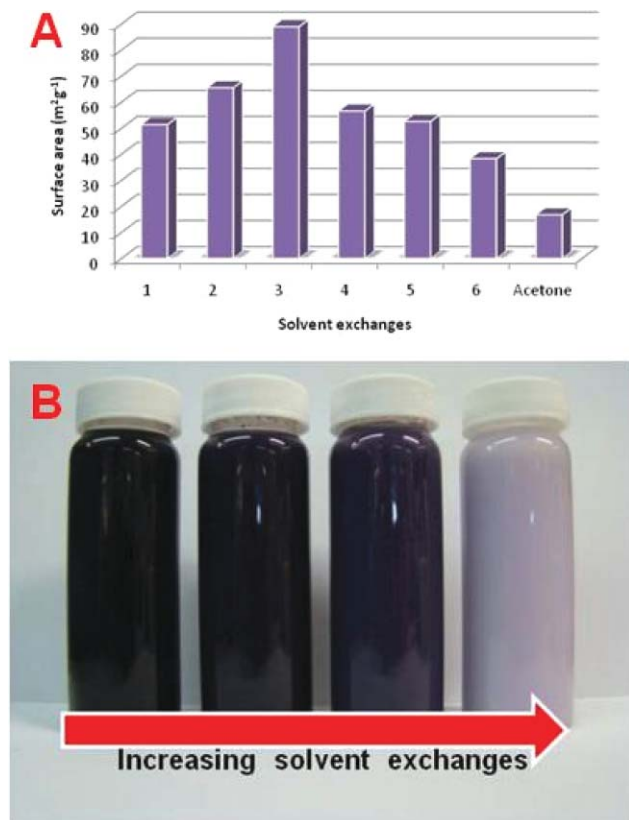 A
90
80
70
60
50
40
30
20
10
0
Surface area (m²g⁻¹)
1 2 3 4 5 6 Acetone
Solvent exchanges
B
Increasing solvent exchanges